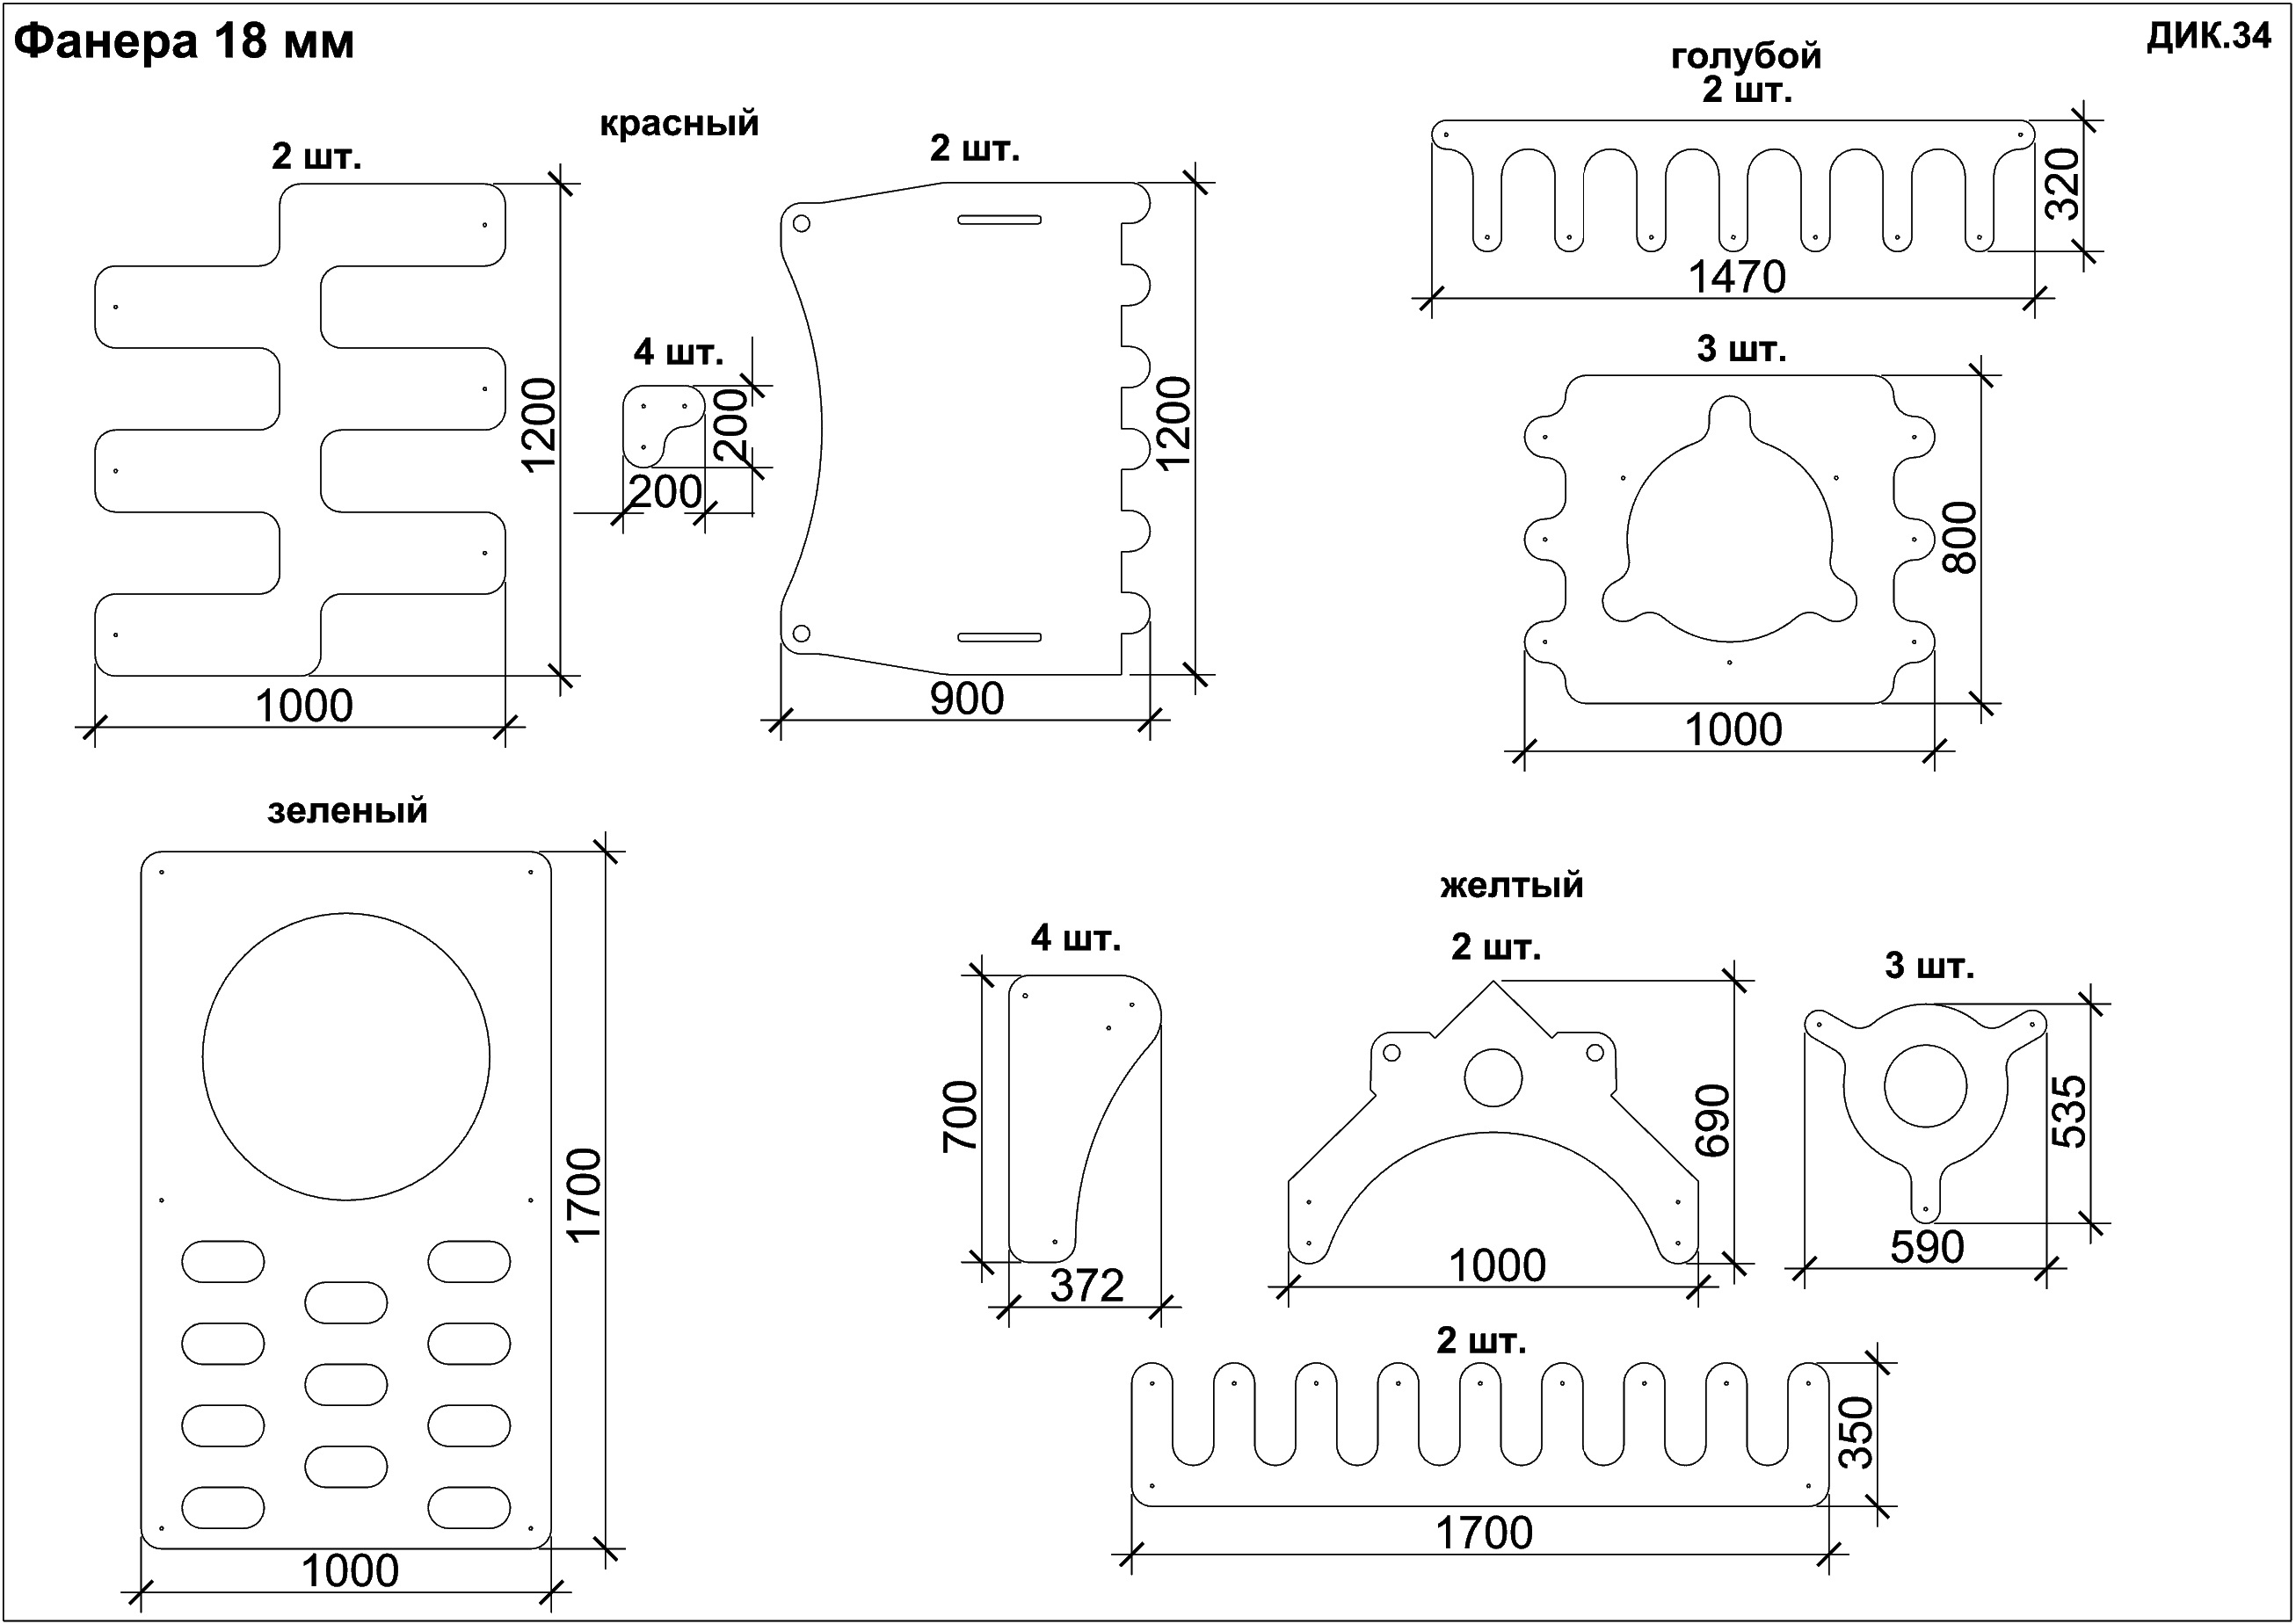 Фанера 18 мм
ДИК.34
красный
2 шт.
1200
1000
4 шт.
200
200
2 шт.
1200
900
голубой
2 шт.
320
1470
3 шт.
800
1000
зеленый
1700
1000
желтый
4 шт.
700
372
2 шт.
690
1000
3 шт.
535
590
2 шт.
350
1700